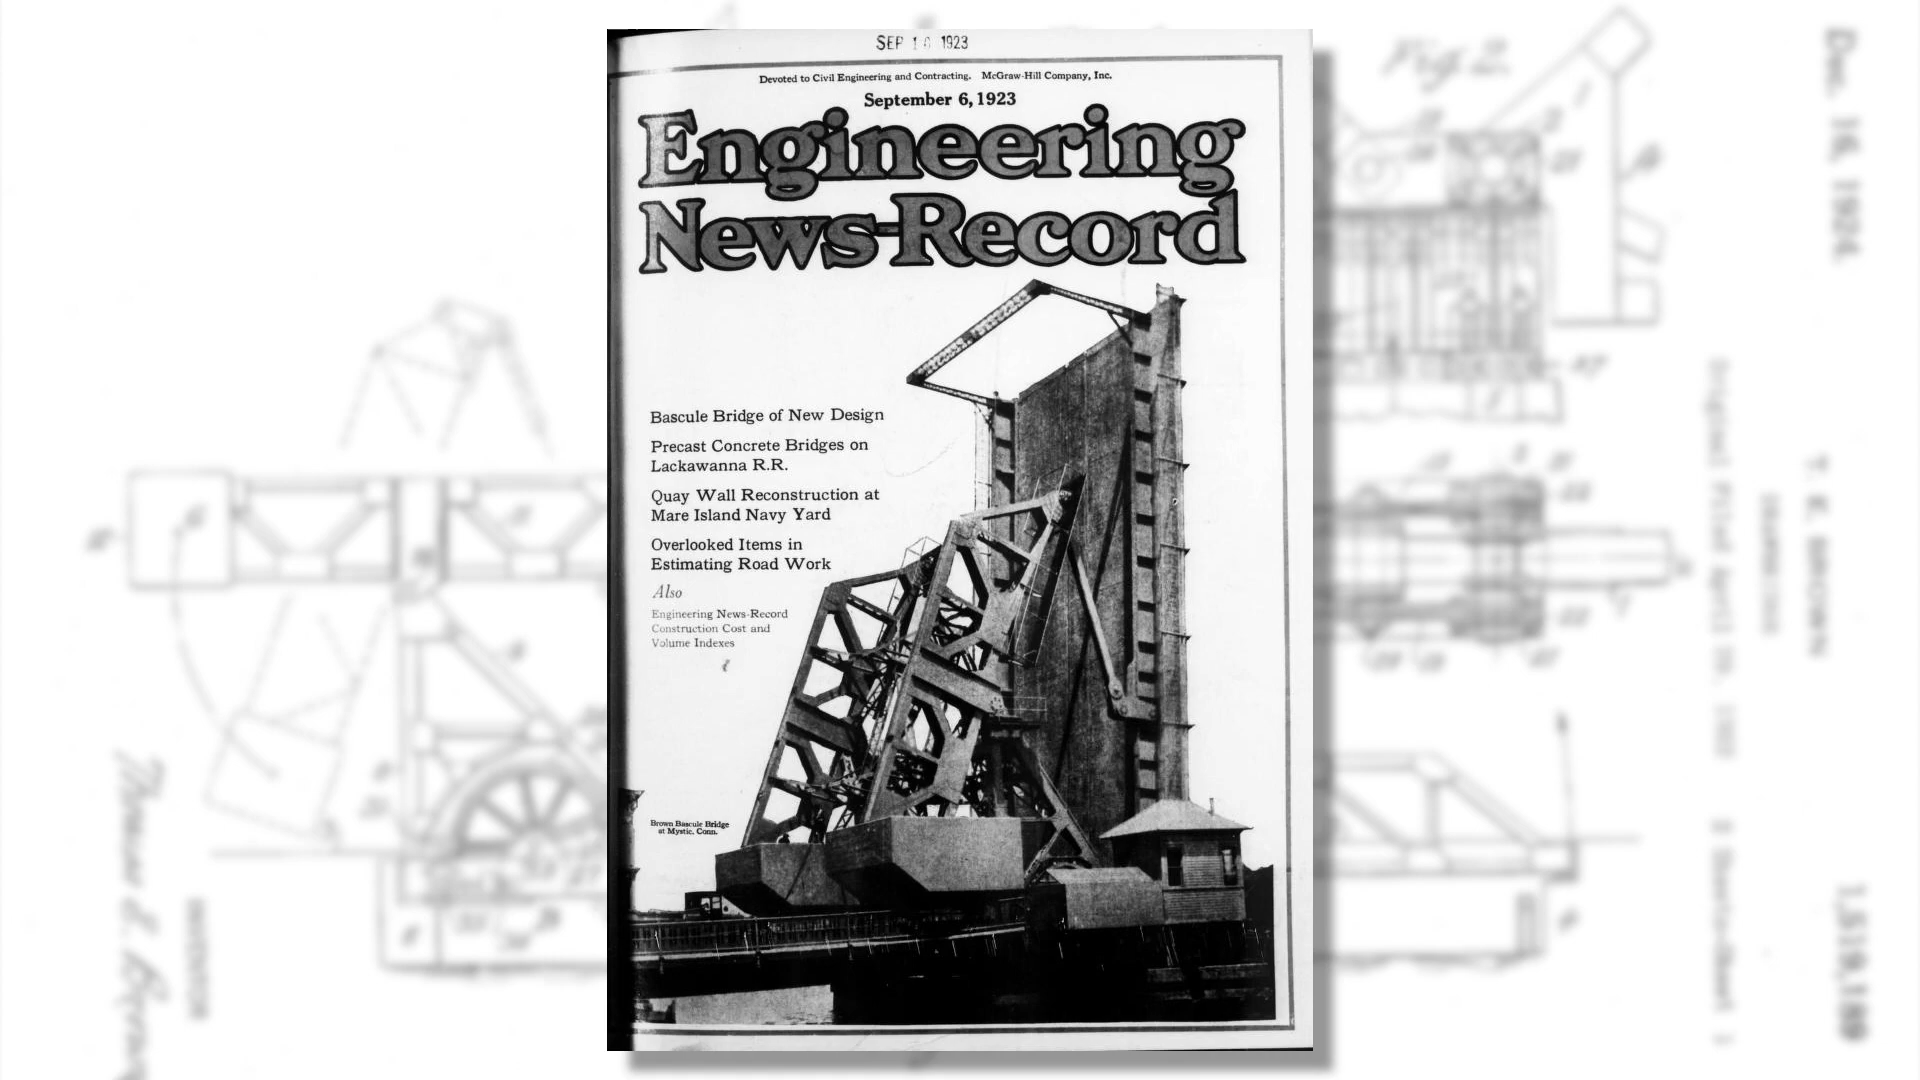 SEP 1 1923
Devoted to Civil Engineering and Contracting. McGraw-Hill Company, Inc.
September 6, 1923
Engineering
News-Record
Bascule Bridge of New Design
Precast Concrete Bridges on
Lackawanna R.R.
Quay Wall Reconstruction at
Mare Island Navy Yard
Overlooked Items in
Estimating Road Work
Also
Engineering News-Record
Construction Cost and
Volume Indexes
Brown Bascule Bridge
at Mystic, Conn.
Fig. 2.
Dec. 16, 1924.
T. E. BROWN
1,519,189
INVENTOR